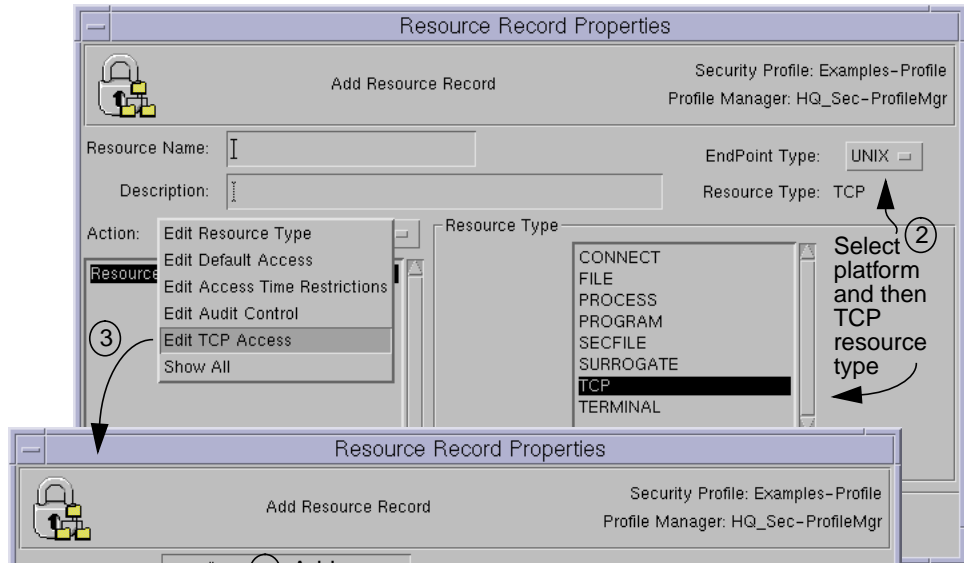 Resource Record Properties
Add Resource Record
Security Profile: Examples-Profile
Profile Manager: HQ_Sec-ProfileMgr
Resource Name:
EndPoint Type: UNIX
Description:
Resource Type: TCP
Action:
Edit Resource Type
Edit Default Access
Edit Access Time Restrictions
Edit Audit Control
Edit TCP Access
Show All
Resource
Resource Type
CONNECT
FILE
PROCESS
PROGRAM
SECFILE
SURROGATE
TCP
TERMINAL
2
Select
platform
and then
TCP
resource
type
3
Resource Record Properties
Add Resource Record
Security Profile: Examples-Profile
Profile Manager: HQ_Sec-ProfileMgr